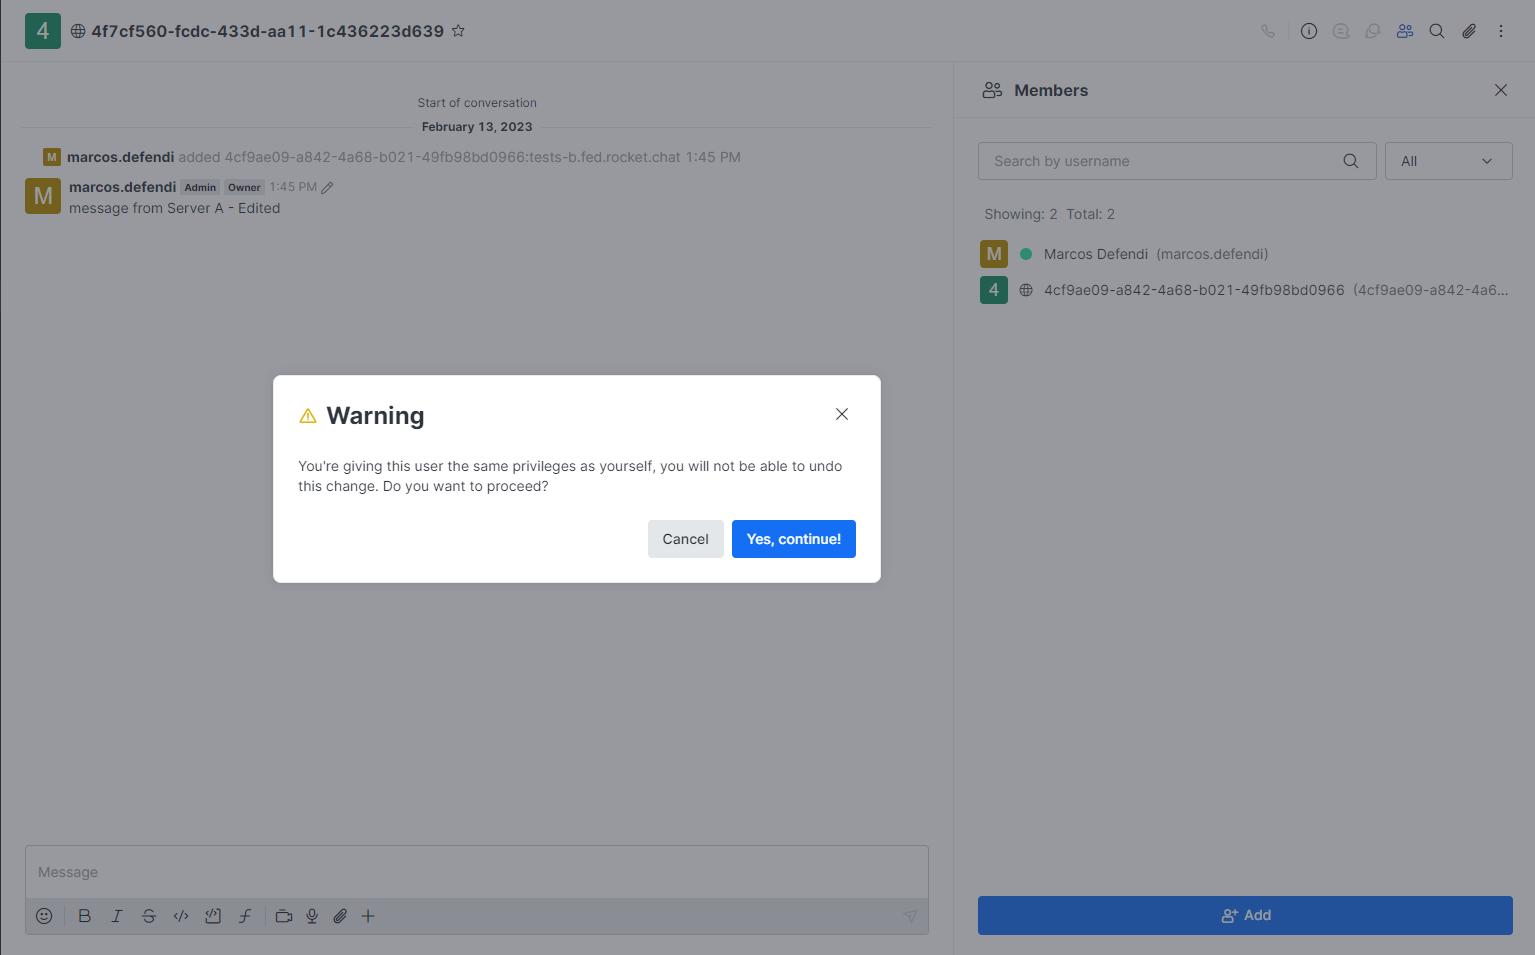 4 4f7cf560-fcdc-433d-aa11-1c436223d639
Members
Start of conversation
February 13, 2023
M marcos.defendi added 4cf9ae09-a842-4a68-b021-49fb98bd0966:tests-b.fed.rocket.chat 1:45 PM
M marcos.defendi Admin Owner 1:45 PM
message from Server A - Edited
Search by username
All
Showing: 2 Total: 2
M Marcos Defendi (marcos.defendi)
4 4cf9ae09-a842-4a68-b021-49fb98bd0966 (4cf9ae09-a842-4a6...
Warning
You're giving this user the same privileges as yourself, you will not be able to undo
this change. Do you want to proceed?
Cancel
Yes, continue!
Message
Add